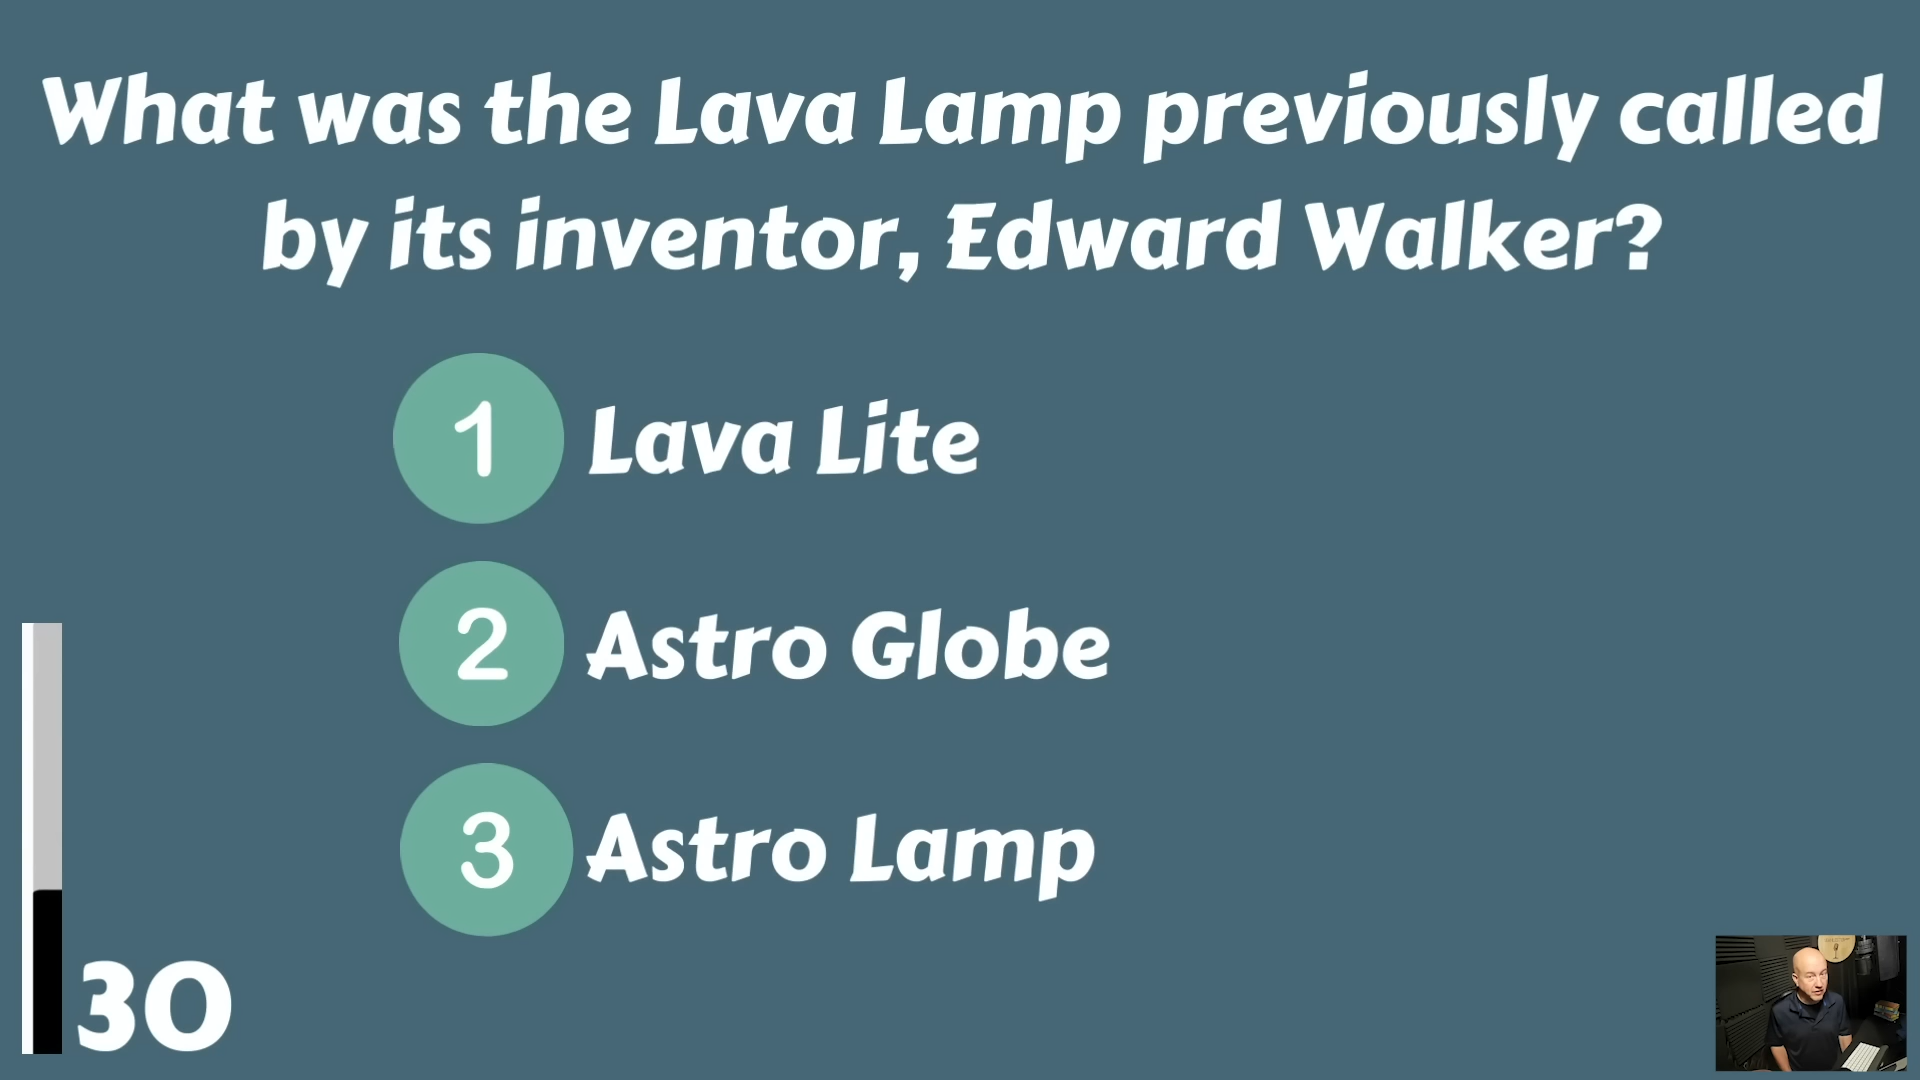 What was the Lava Lamp previously called
by its inventor, Edward Walker?
1 Lava Lite
2 Astro Globe
3 Astro Lamp
30